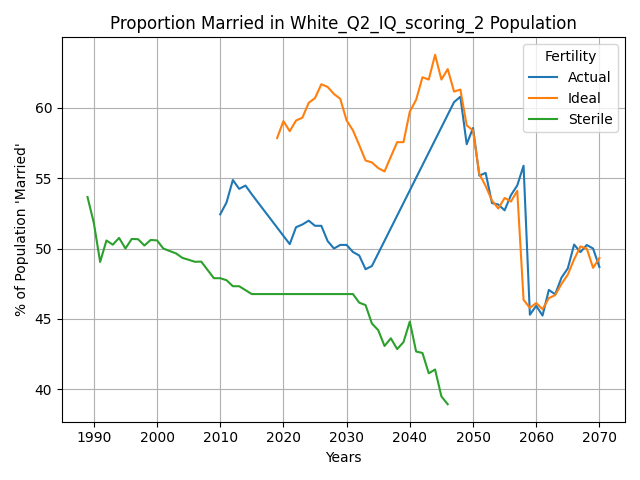 Proportion Married in White_Q2_IQ_scoring_2 Population
% of Population 'Married'
60
55
50
45
40
Fertility
Actual
Ideal
Sterile
1990 2000 2010 2020 2030 2040 2050 2060 2070
Years